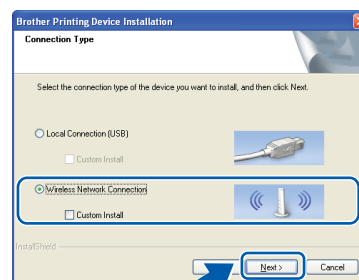 Brother Printing Device Installation
Connection Type
Select the connection type of the device you want to install, and then click Next.
Local Connection (USB)
Custom Install
Wireless Network Connection
Custom Install
InstallShield
Next >
Cancel